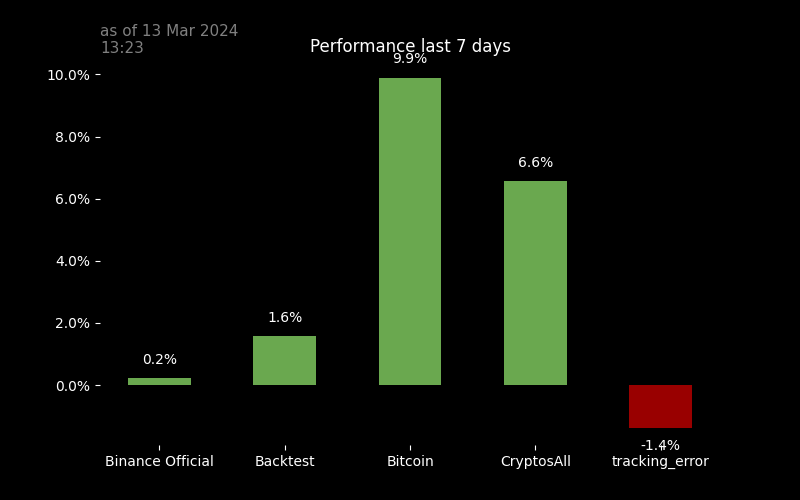 as of 13 Mar 2024
13:23
Performance last 7 days
10.0%
8.0%
6.0%
4.0%
2.0%
0.0%
0.2%
1.6%
9.9%
6.6%
-1.4%
Binance Official
Backtest
Bitcoin
CryptosAll
tracking_error